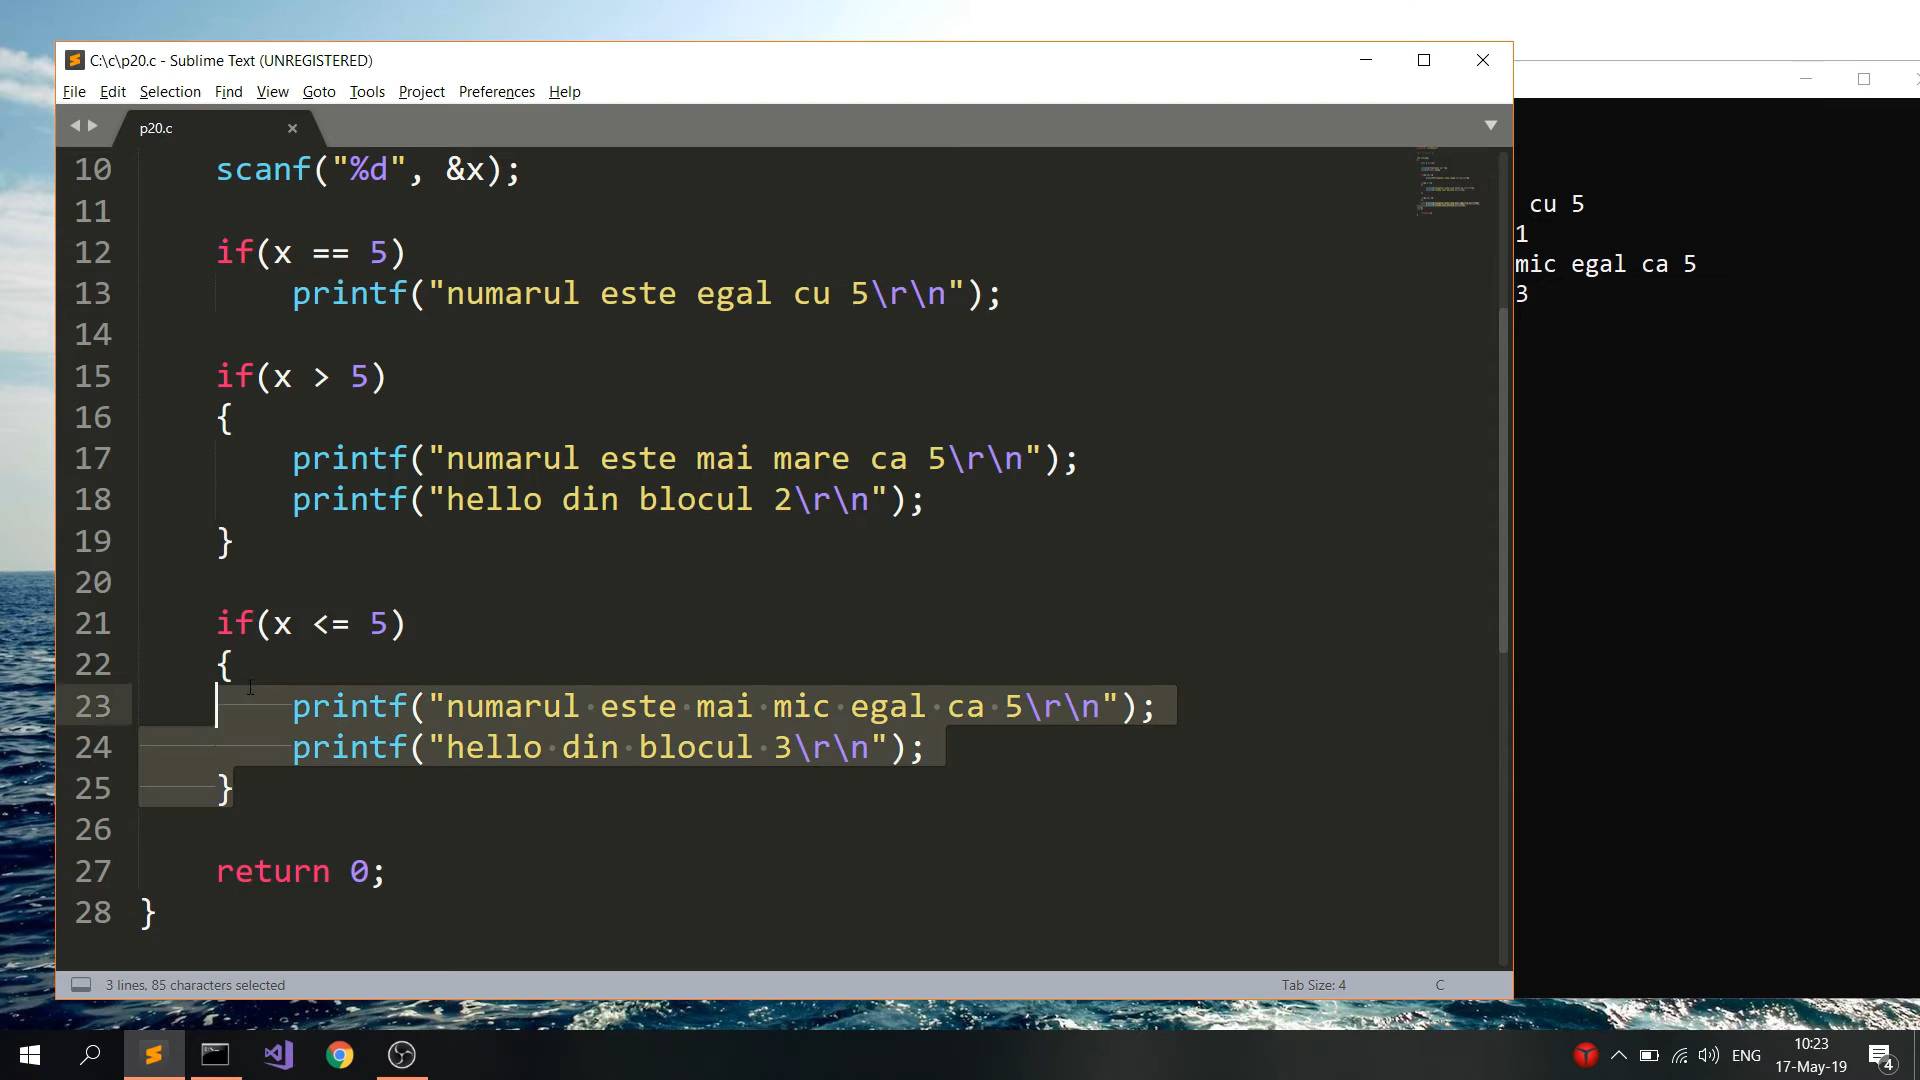 C:\c\p20.c - Sublime Text (UNREGISTERED)
File Edit Selection Find View Goto Tools Project Preferences Help
p20.c
10 scanf("%d", &x);
11
12 if(x == 5)
13 printf("numarul este egal cu 5\r\n");
14
15 if(x > 5)
16 {
17 printf("numarul este mai mare ca 5\r\n");
18 printf("hello din blocul 2\r\n");
19 }
20
21 if(x <= 5)
22 {
23 printf("numarul este mai mic egal ca 5\r\n");
24 printf("hello din blocul 3\r\n");
25 }
26
27 return 0;
28 }
cu 5
1
mic egal ca 5
3
3 lines, 85 characters selected
Tab Size: 4
C
ENG
10:23
17-May-19
4